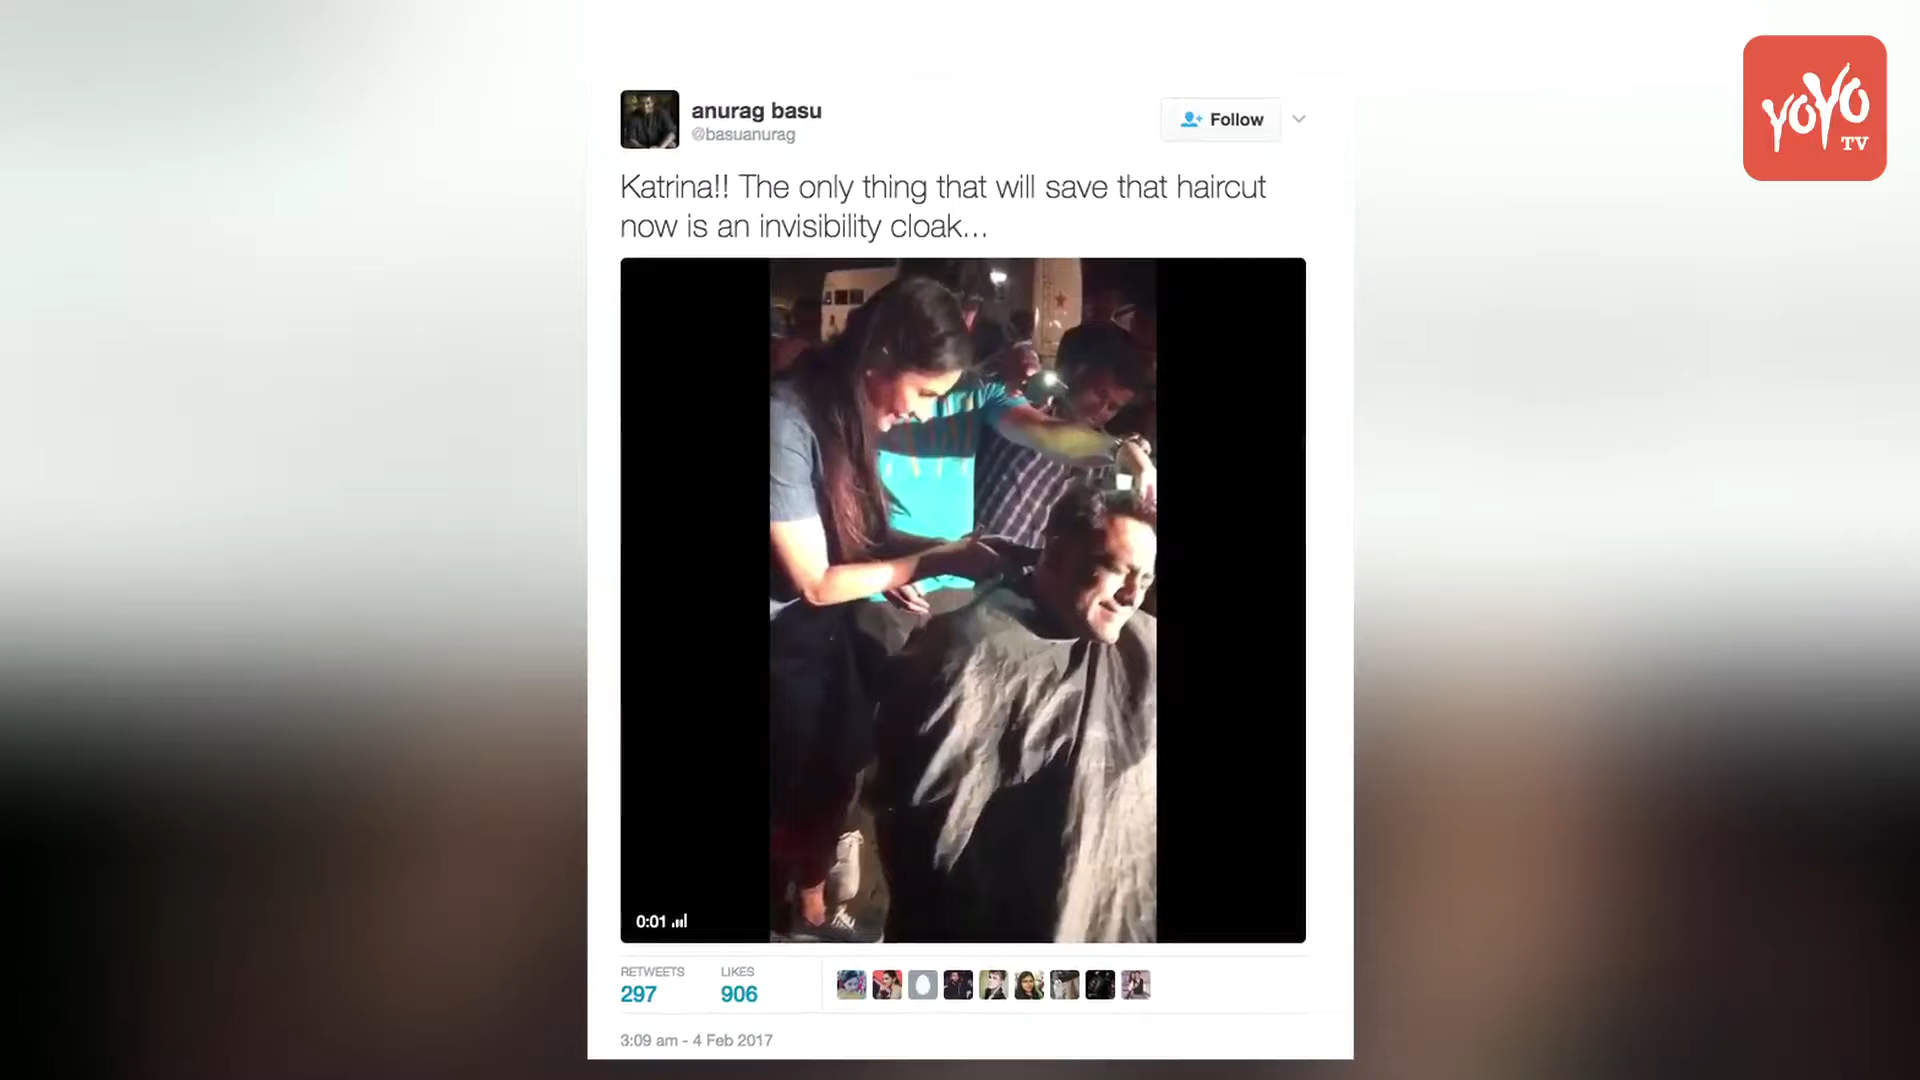 anurag basu
@basuanurag
Follow
YOYO
TV
Katrina!! The only thing that will save that haircut
now is an invisibility cloak...
0:01
RETWEETS
297
LIKES
906
3:09 am - 4 Feb 2017